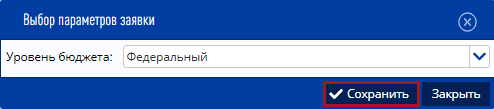 Выбор параметров заявки
Уровень бюджета: Федеральный
Сохранить Закрыть